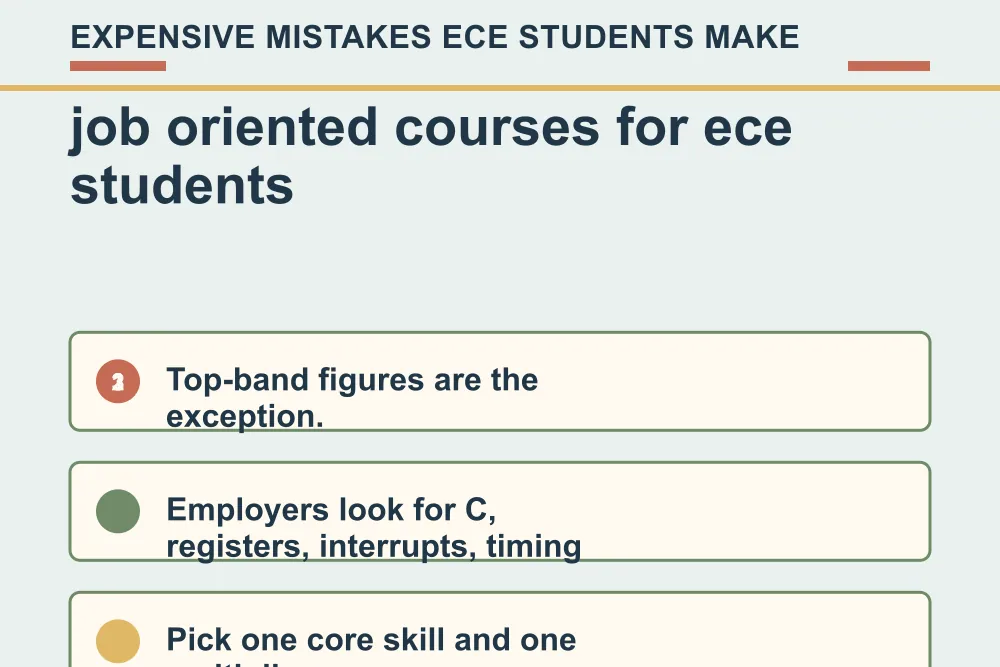 EXPENSIVE MISTAKES ECE STUDENTS MAKE
job oriented courses for ece
students
Top-band figures are the
exception.
Employers look for C,
registers, interrupts, timing
Pick one core skill and one